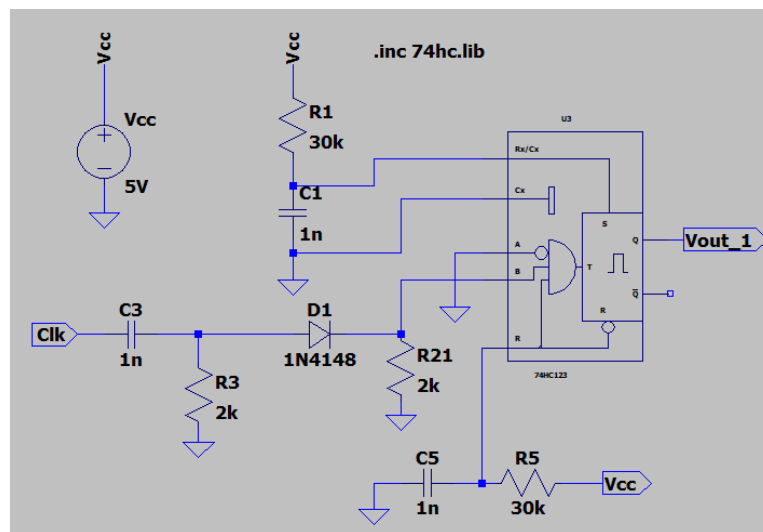 Vcc
Vcc
.inc 74hc.lib
Vcc
5V
R1
30k
C1
1n
U3
Rx/Cx
Cx
A
B
R
S
T
R
Q
Q
74HC123
Vout_1
Clk
C3
1n
R3
2k
D1
1N4148
R21
2k
C5
1n
R5
30k
Vcc